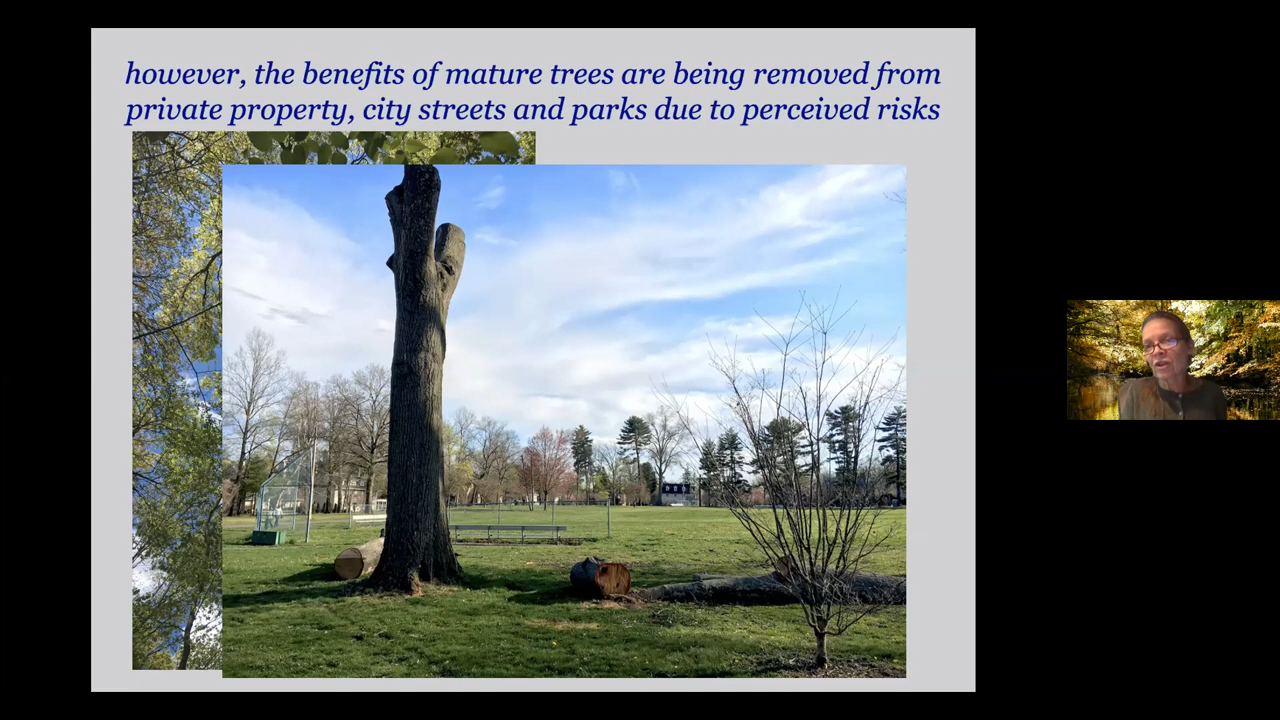 however, the benefits of mature trees are being removed from
private property, city streets and parks due to perceived risks